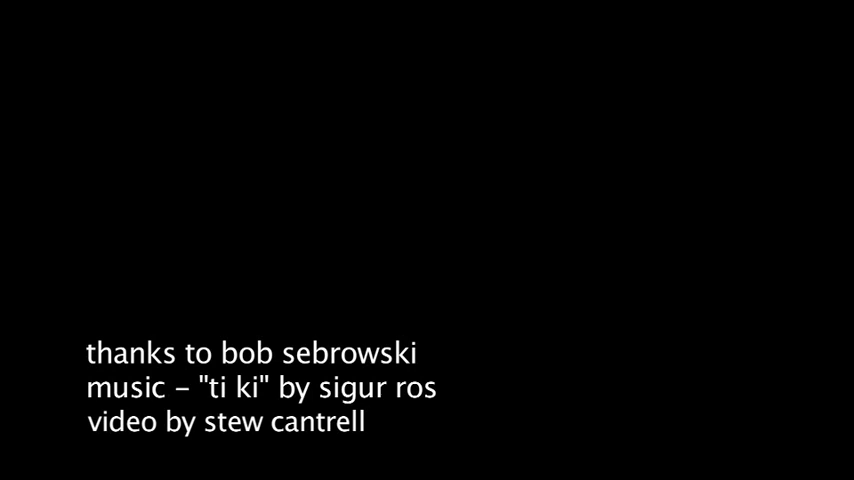 thanks to bob sebrowski
music – "ti ki" by sigur ros
video by stew cantrell